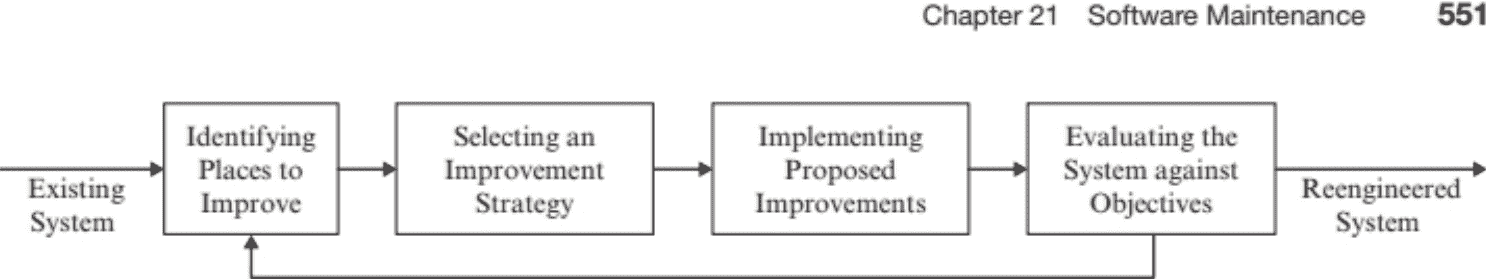 Chapter 21 Software Maintenance 551
Existing
System
Identifying
Places to
Improve
Selecting an
Improvement
Strategy
Implementing
Proposed
Improvements
Evaluating the
System against
Objectives
Reengineered
System